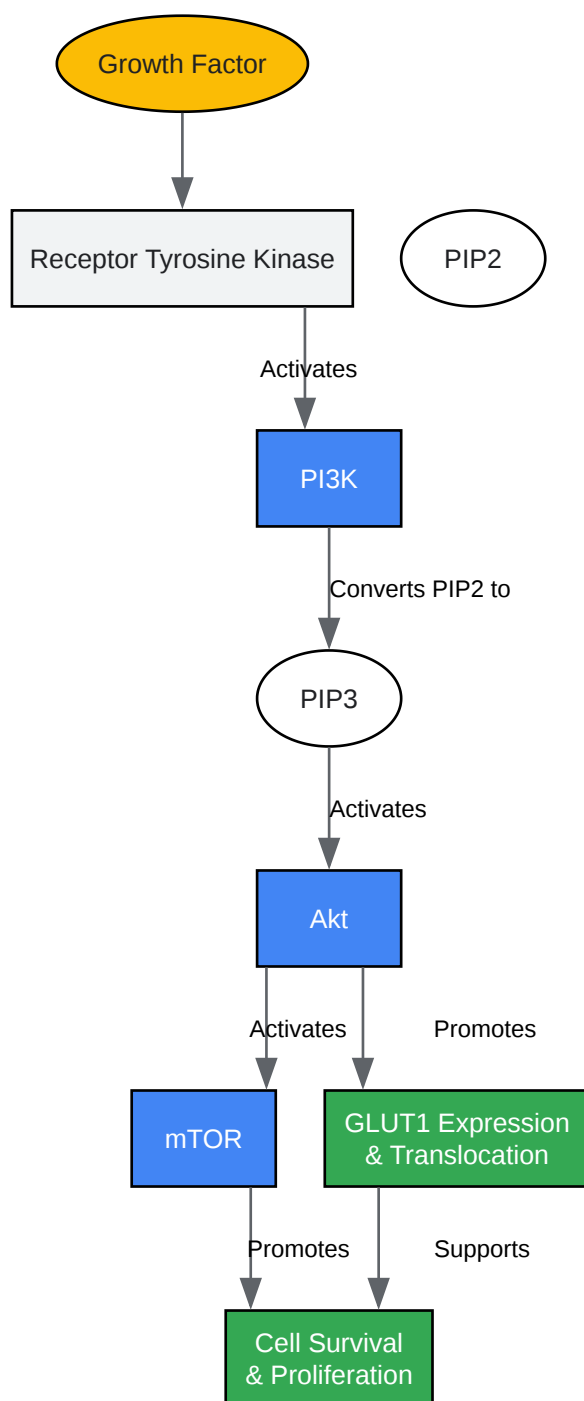 Growth Factor
Receptor Tyrosine Kinase
PIP2
Activates
PI3K
Converts PIP2 to
PIP3
Activates
Akt
Activates
Promotes
mTOR
GLUT1 Expression
& Translocation
Promotes
Supports
Cell Survival
& Proliferation